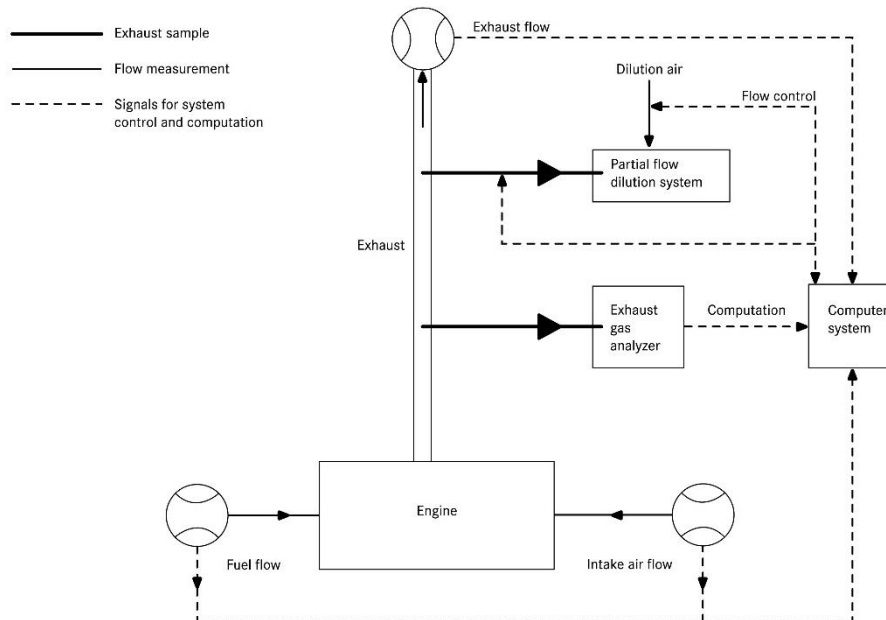 Exhaust sample
Flow measurement
Signals for system
control and computation
Exhaust flow
Dilution air
Flow control
Partial flow
dilution system
Exhaust
Exhaust
gas
analyzer
Computation
Computer
system
Engine
Fuel flow
Intake air flow